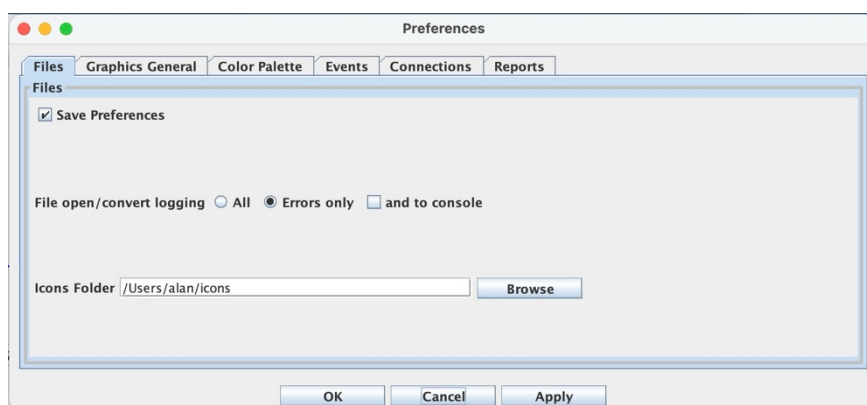 Preferences
Files Graphics General Color Palette Events Connections Reports
Files
Save Preferences
File open/convert logging All Errors only and to console
Icons Folder /Users/alan/icons Browse
OK Cancel Apply